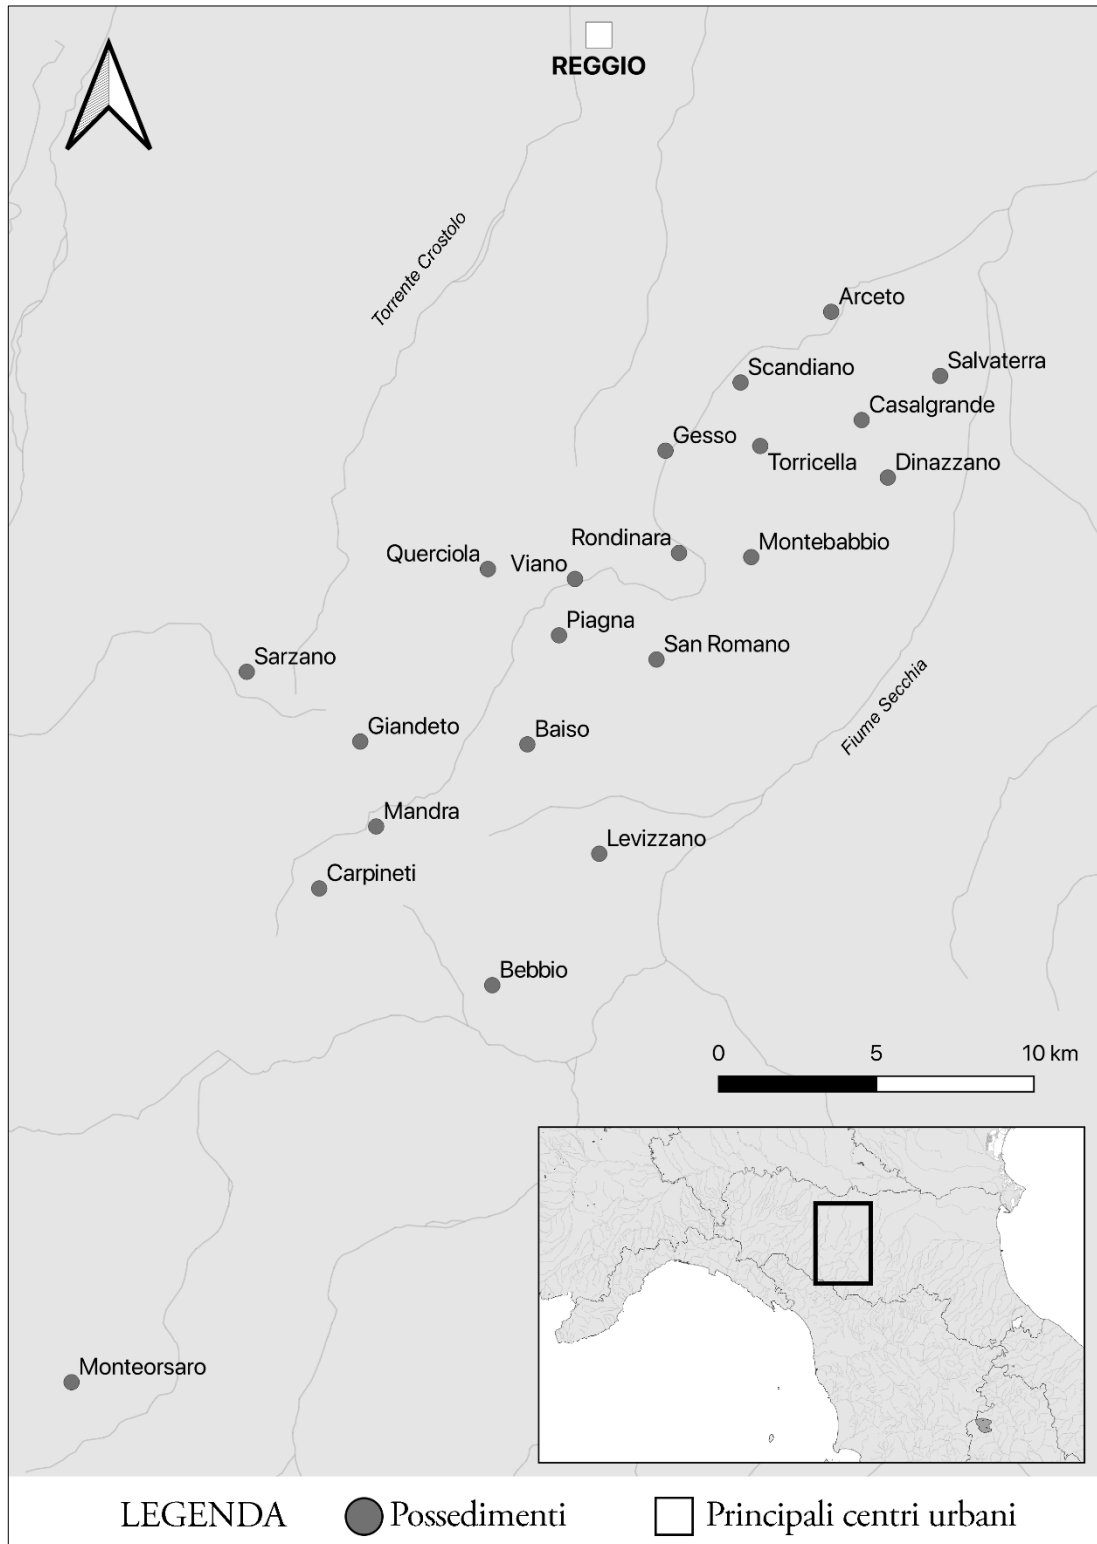 REGGIO
Torrente Crostolo
Arceto
Scandiano
Salvaterra
Casalgrande
Gesso
Torricella
Dinazzano
Rondinara
Montebabbio
Querciola
Viano
Piagna
San Romano
Sarzano
Fiume Secchia
Giandeto
Baiso
Mandra
Levizzano
Carpineti
Bebbio
0 5 10 km
Monteorsaro
LEGENDA Possedimenti Principali centri urbani